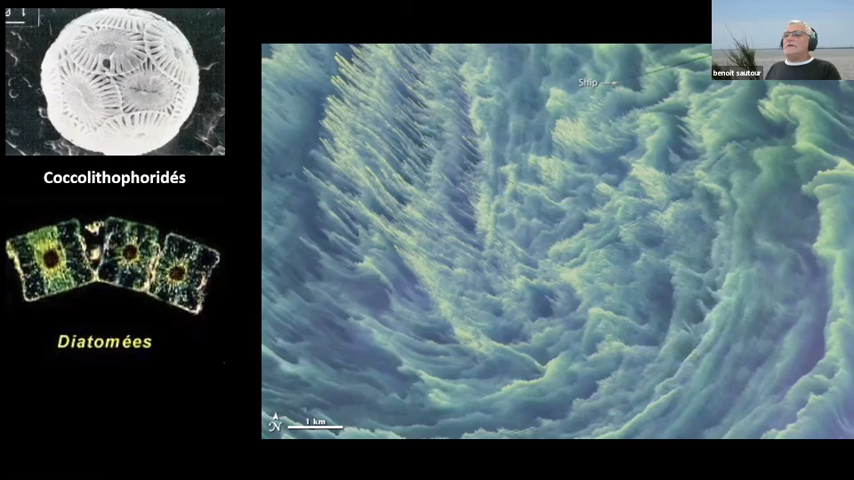 Coccolithophoridés
Diatomées
Ship
N
1 km
benoit sautour